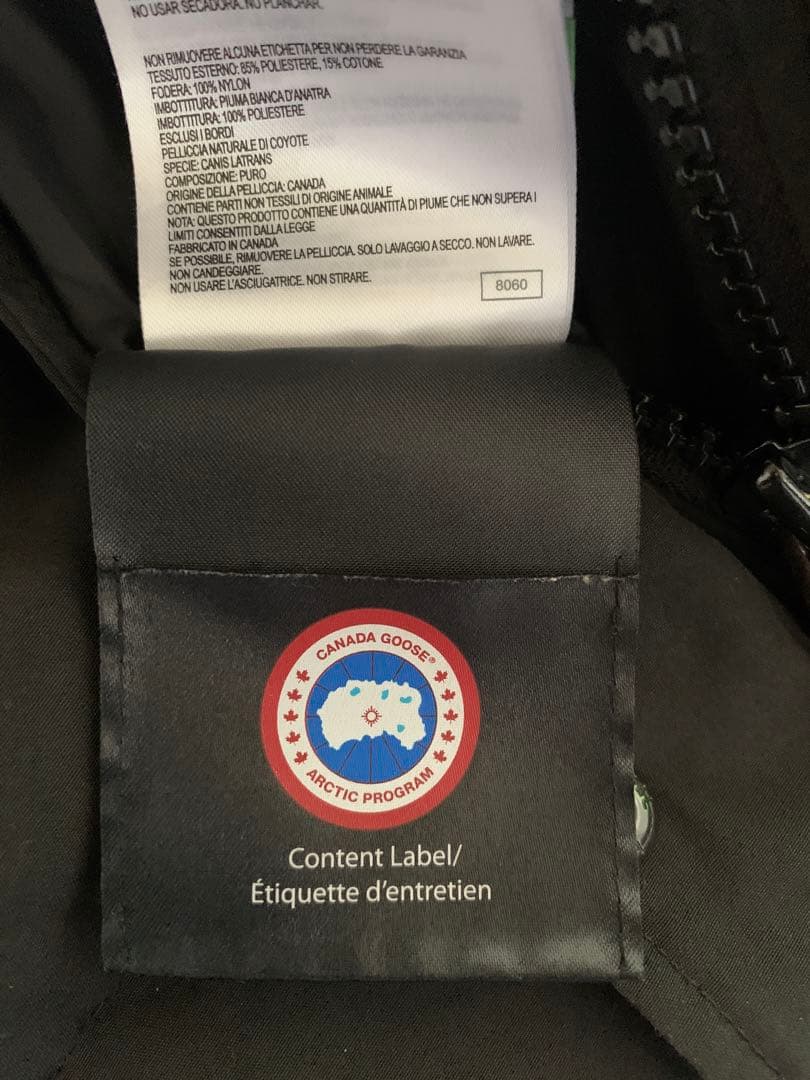 NO USAR SECADORA. NO PLANCHAR.
NON RIMUOVERE ALCUNA ETICHETTA PER NON PERDERE LA GARANZIA
TESSUTO ESTERNO: 85% POLIESTERE, 15% COTONE
FODERA: 100% NYLON
IMBOTTITURA: PIUMA BIANCA D'ANATRA
IMBOTTITURA: 100% POLIESTERE
ESCLUSI I BORDI
PELLICCIA NATURALE DI COYOTE
SPECIE: CANIS LATRANS
COMPOSIZIONE: PURO
ORIGINE DELLA PELLICCIA: CANADA
CONTIENE PARTI NON TESSILI DI ORIGINE ANIMALE
NOTA: QUESTO PRODOTTO CONTIENE UNA QUANTITÀ DI PIUME CHE NON SUPERA I
LIMITI CONSENTITI DALLA LEGGE
FABBRICATO IN CANADA
SE POSSIBILE, RIMUOVERE LA PELLICCIA. SOLO LAVAGGIO A SECCO. NON LAVARE.
NON CANDEGGIARE.
NON USARE L'ASCIUGATRICE. NON STIRARE.
8060
CANADA GOOSE®
ARCTIC PROGRAM
Content Label/
Étiquette d'entretien